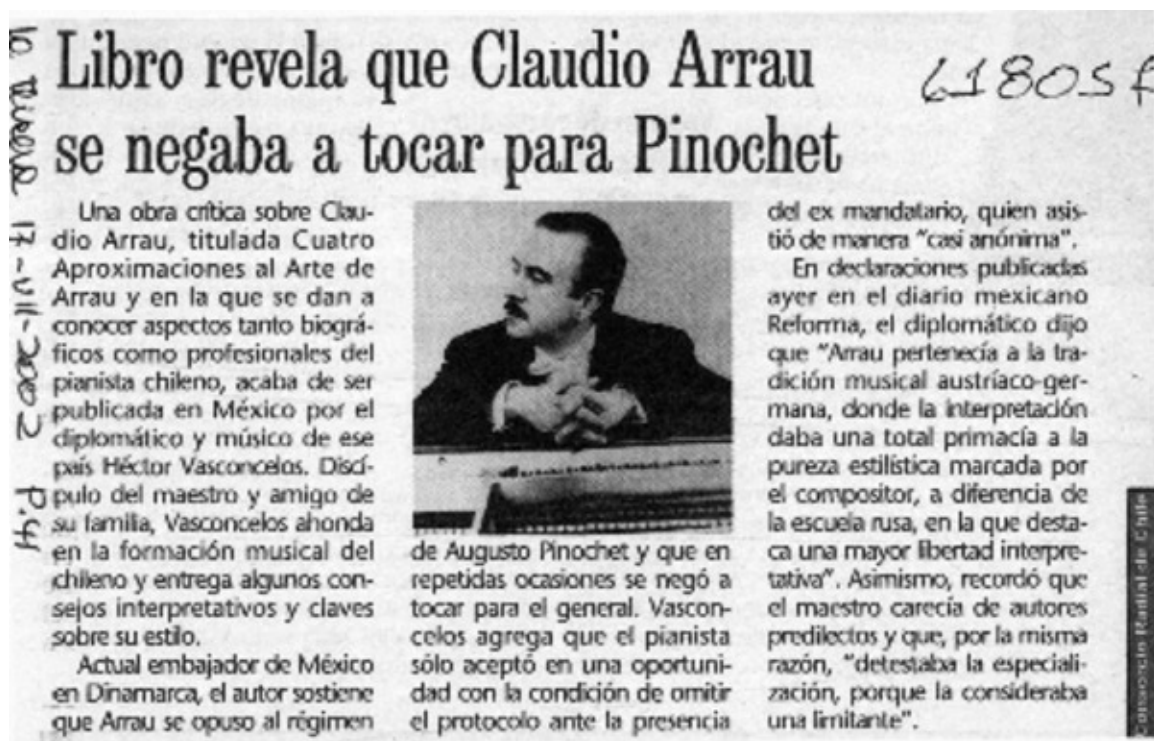 Libro revela que Claudio Arrau
se negaba a tocar para Pinochet
618058
Una obra crítica sobre Clau-
dio Arrau, titulada Cuatro
Aproximaciones al Arte de
Arrau y en la que se dan a
conocer aspectos tanto biográ-
ficos como profesionales del
pianista chileno, acaba de ser
publicada en México por el
diplomático y músico de ese
país Héctor Vasconcelos. Discí-
pulo del maestro y amigo de
su familia, Vasconcelos ahonda
en la formación musical del
chileno y entrega algunos con-
sejos interpretativos y claves
sobre su estilo.
Actual embajador de México
en Dinamarca, el autor sostiene
que Arrau se opuso al régimen
de Augusto Pinochet y que en
repetidas ocasiones se negó a
tocar para el general. Vascon-
celos agrega que el pianista
sólo aceptó en una oportuni-
dad con la condición de omitir
el protocolo ante la presencia
del ex mandatario, quien asis-
tió de manera “casi anónima”.
En declaraciones publicadas
ayer en el diario mexicano
Reforma, el diplomático dijo
que “Arrau pertenecía a la tra-
dición musical austríaco-ger-
mana, donde la interpretación
daba una total primacía a la
pureza estilística marcada por
el compositor, a diferencia de
la escuela rusa, en la que desta-
ca una mayor libertad interpre-
tativa”. Asimismo, recordó que
el maestro carecía de autores
predilectos y que, por la misma
razón, “detestaba la especiali-
zación, porque la consideraba
una limitante”.
17-VII-2002 P.41
Radial de Chile